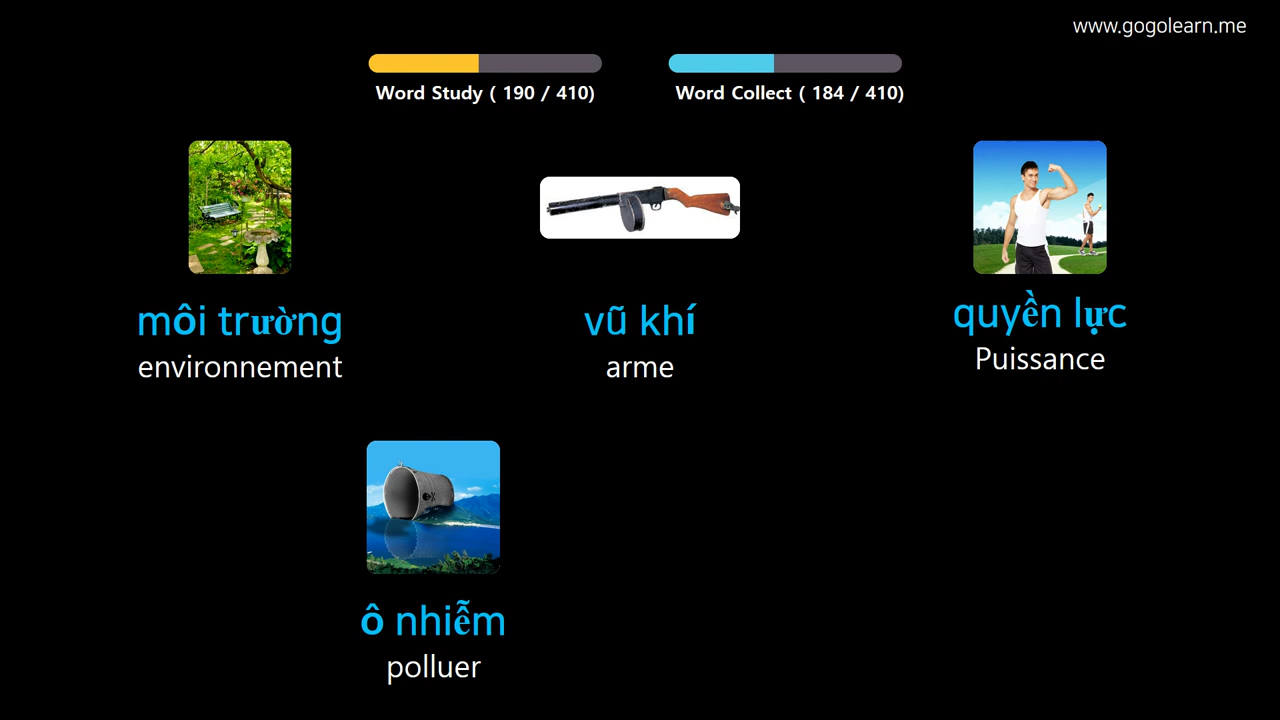 www.gogolearn.me
Word Study ( 190 / 410)
Word Collect ( 184 / 410)
môi trường
environnement
vũ khí
arme
quyền lực
Puissance
ô nhiễm
polluer